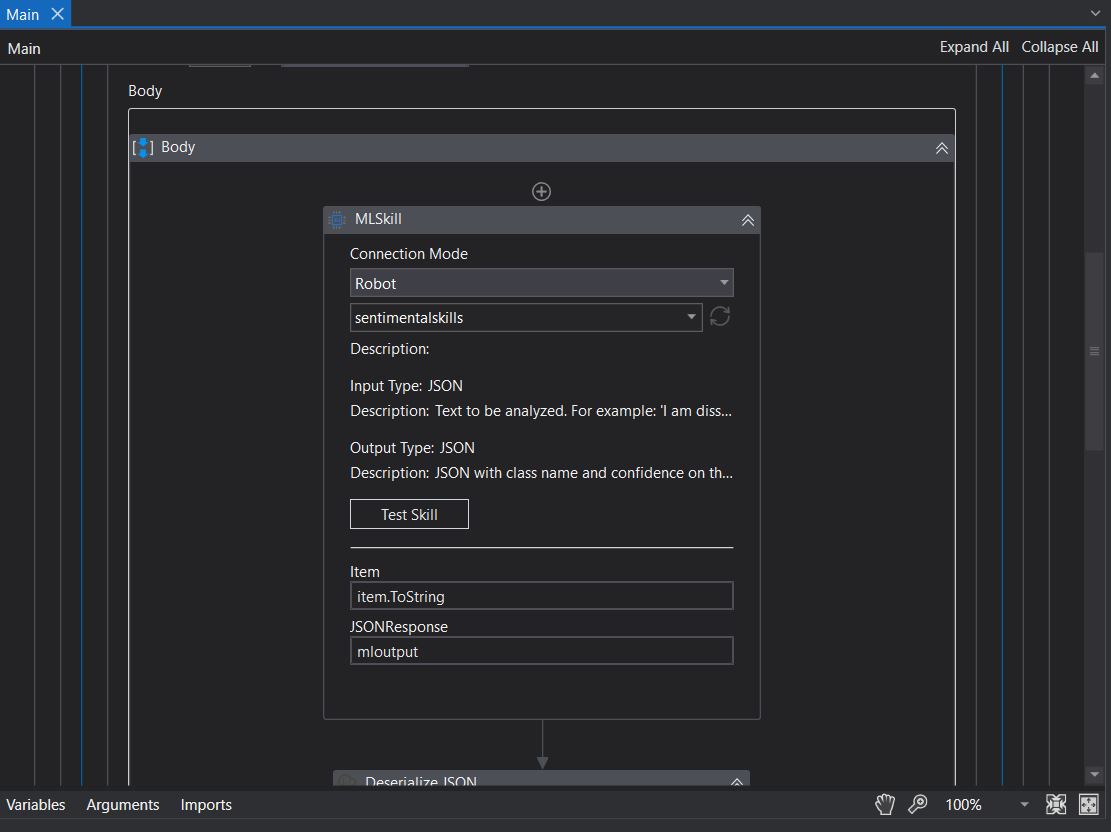 Main
Main
Expand All Collapse All
Body
Body
MLSkill
Connection Mode
Robot
sentimentalskills
Description:
Input Type: JSON
Description: Text to be analyzed. For example: 'I am diss...
Output Type: JSON
Description: JSON with class name and confidence on th...
Test Skill
Item
item.ToString
JSONResponse
mloutput
Deserialize JSON
Variables Arguments Imports
100%